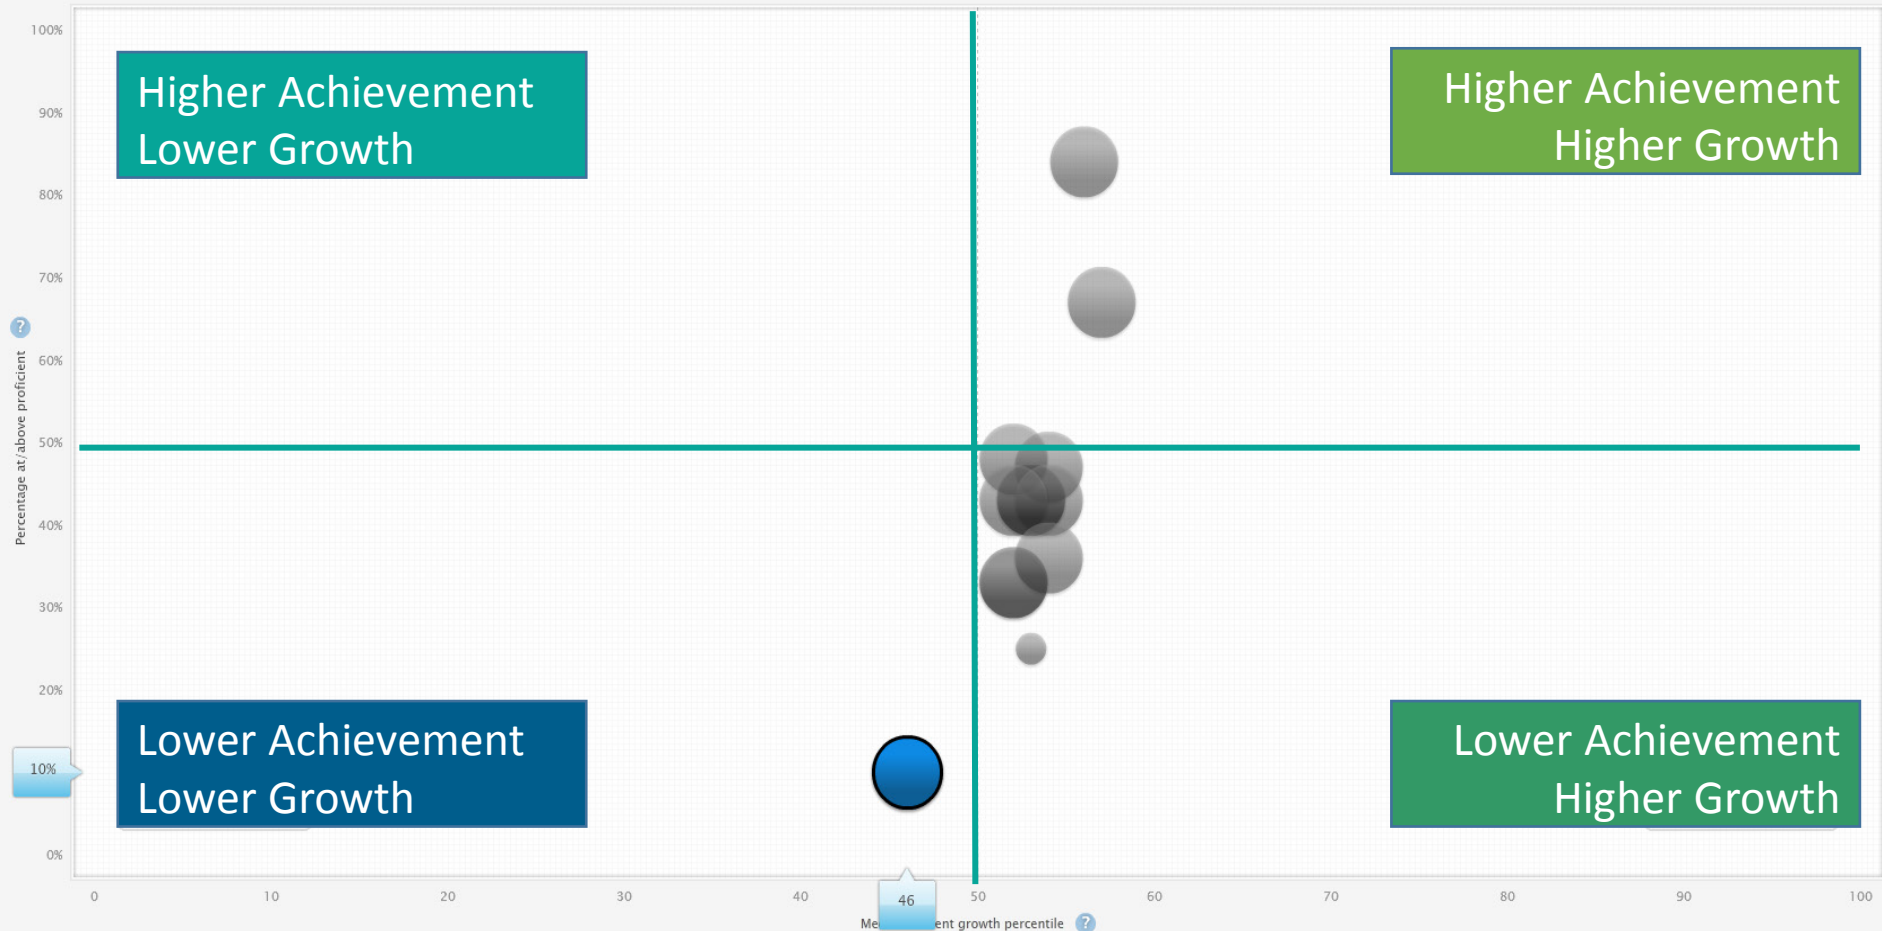 100%
90%
80%
70%
60%
50%
40%
30%
20%
10%
0%
Percentage at/above proficient
?
Higher Achievement
Lower Growth
Higher Achievement
Higher Growth
Lower Achievement
Lower Growth
Lower Achievement
Higher Growth
0
10
20
30
40
46
50
60
70
80
90
100
growth percentile
?